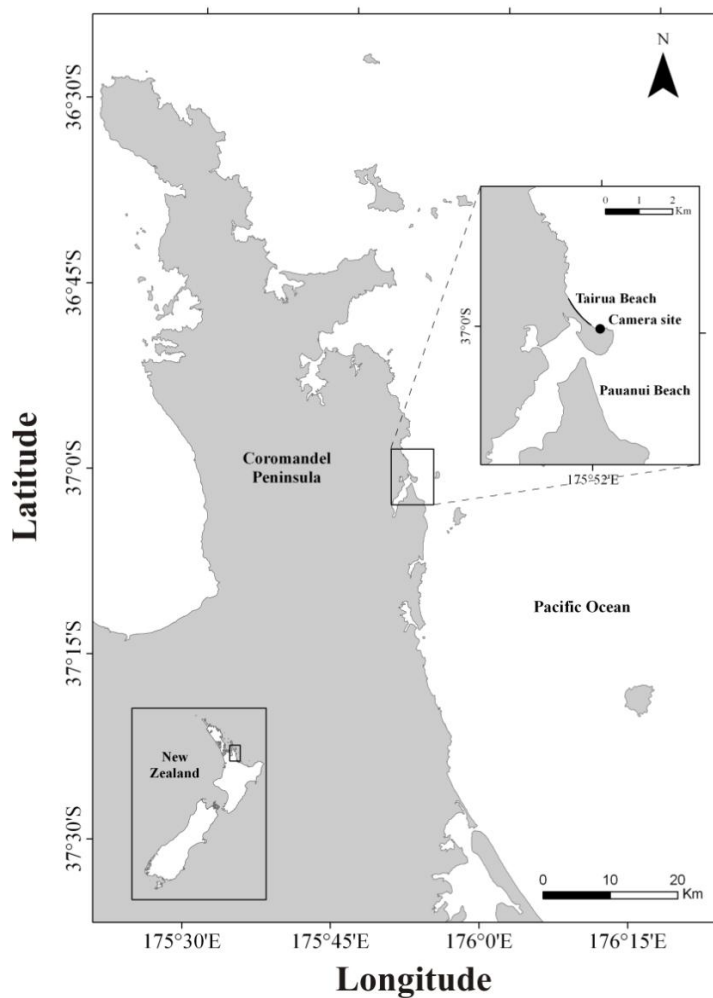 N
36°30'S
36°45'S
37°0'S
37°15'S
37°30'S
Latitude
0 1 2
Km
Tairua Beach
Camera site
37°0'S
Pauanui Beach
175°52'E
Coromandel
Peninsula
Pacific Ocean
New
Zealand
0 10 20
Km
175°30'E 175°45'E 176°0'E 176°15'E
Longitude